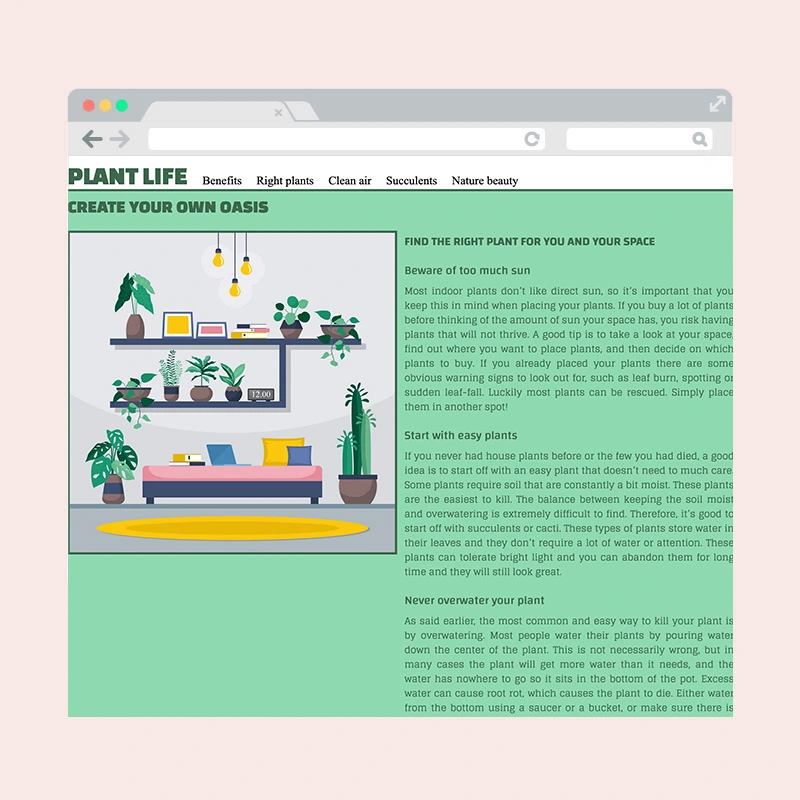 PLANT LIFE Benefits Right plants Clean air Succulents Nature beauty
CREATE YOUR OWN OASIS
12.00
FIND THE RIGHT PLANT FOR YOU AND YOUR SPACE
Beware of too much sun
Most indoor plants don't like direct sun, so it's important that you
keep this in mind when placing your plants. If you buy a lot of plants
before thinking of the amount of sun your space has, you risk having
plants that will not thrive. A good tip is to take a look at your space,
find out where you want to place plants, and then decide on which
plants to buy. If you already placed your plants there are some
obvious warning signs to look out for, such as leaf burn, spotting or
sudden leaf-fall. Luckily most plants can be rescued. Simply place
them in another spot!
Start with easy plants
If you never had house plants before or the few you had died, a good
idea is to start off with an easy plant that doesn't need to much care.
Some plants require soil that are constantly a bit moist. These plants
are the easiest to kill. The balance between keeping the soil moist
and overwatering is extremely difficult to find. Therefore, it's good to
start off with succulents or cacti. These types of plants store water in
their leaves and they don't require a lot of water or attention. These
plants can tolerate bright light and you can abandon them for long
time and they will still look great.
Never overwater your plant
As said earlier, the most common and easy way to kill your plant is
by overwatering. Most people water their plants by pouring water
down the center of the plant. This is not necessarily wrong, but in
many cases the plant will get more water than it needs, and the
water has nowhere to go so it sits in the bottom of the pot. Excess
water can cause root rot, which causes the plant to die. Either water
from the bottom using a saucer or a bucket, or make sure there is